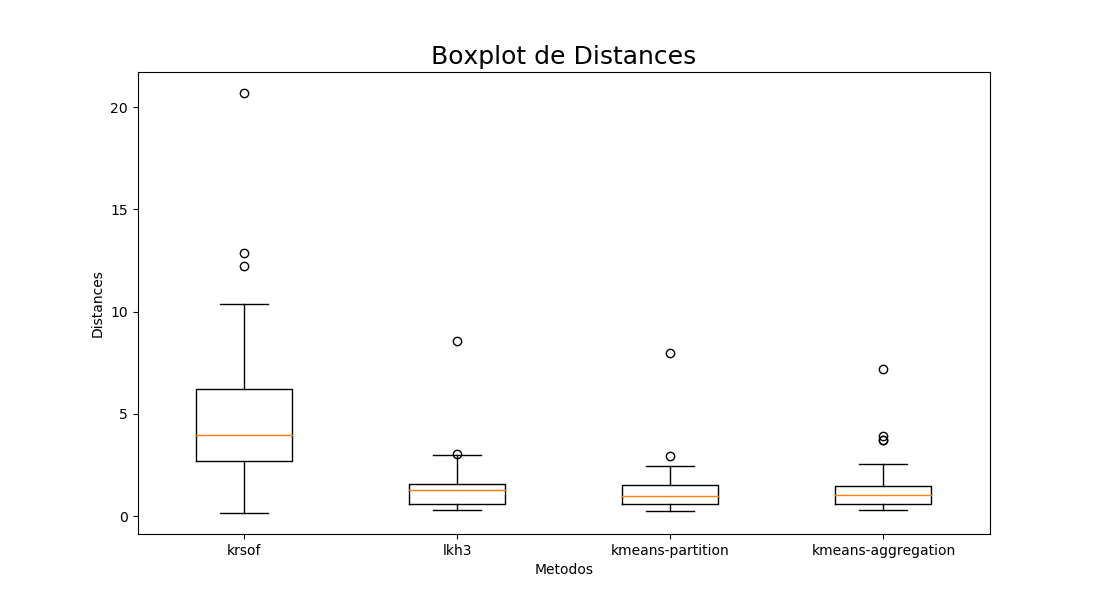 Boxplot de Distances
20
15
10
5
0
Distances
krsof
lkh3
kmeans-partition
kmeans-aggregation
Metodos